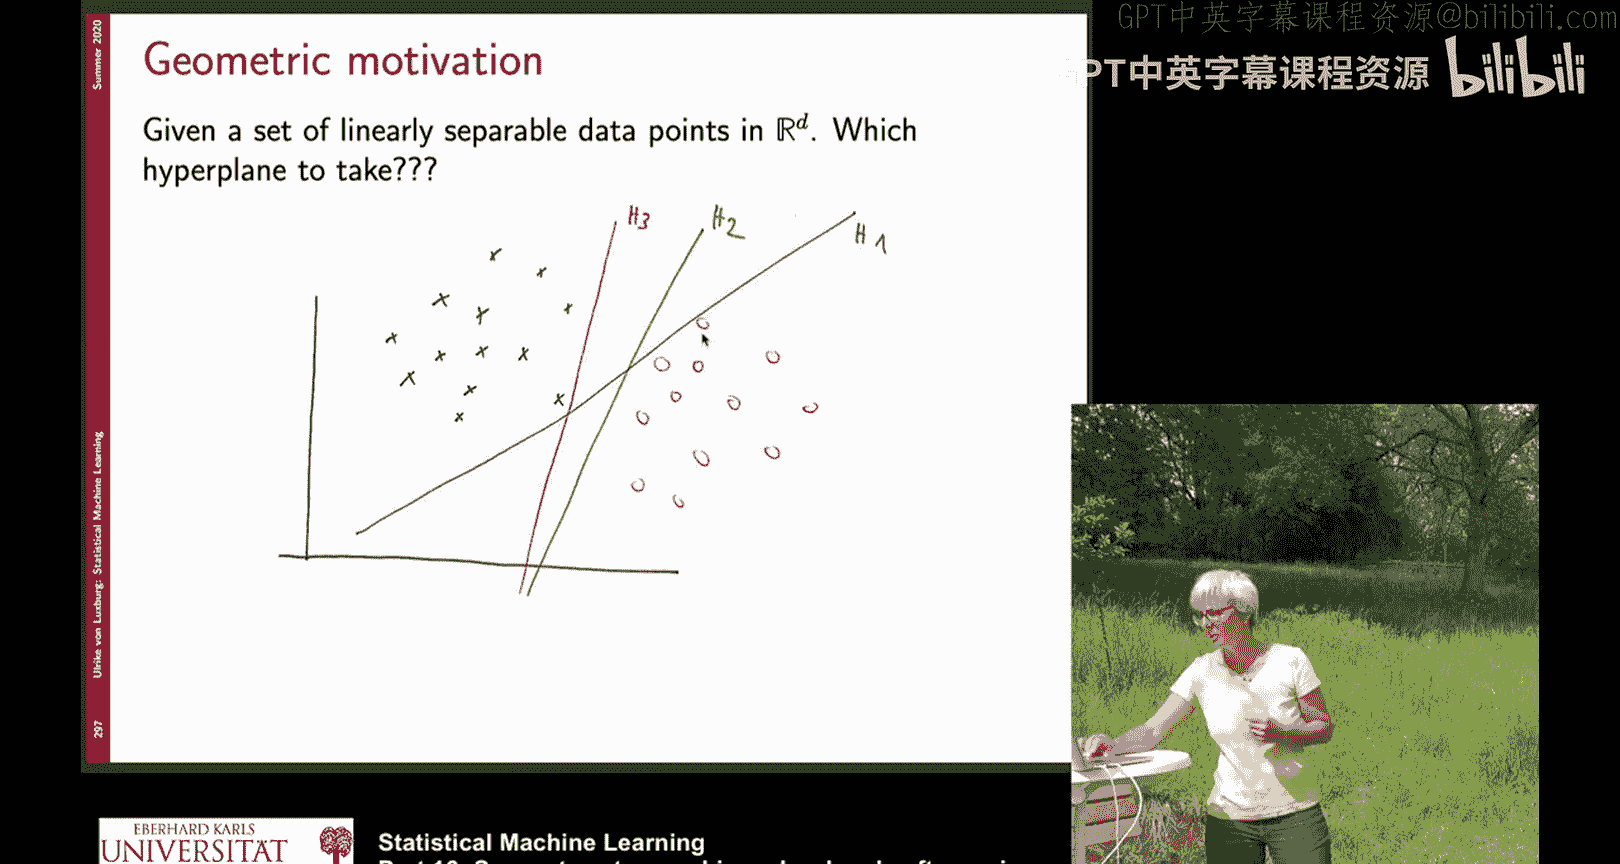 GPT中英字幕课程资源@bilibili.com
PT中英字幕课程资源 bilibili
Summer 2020
Geometric motivation
Given a set of linearly separable data points in ℝᵈ. Which
hyperplane to take???
H3
H2
H1
Ulrike von Luxburg: Statistical Machine Learning
297
EBERHARD KARLS
UNIVERSITÄT
Statistical Machine Learning